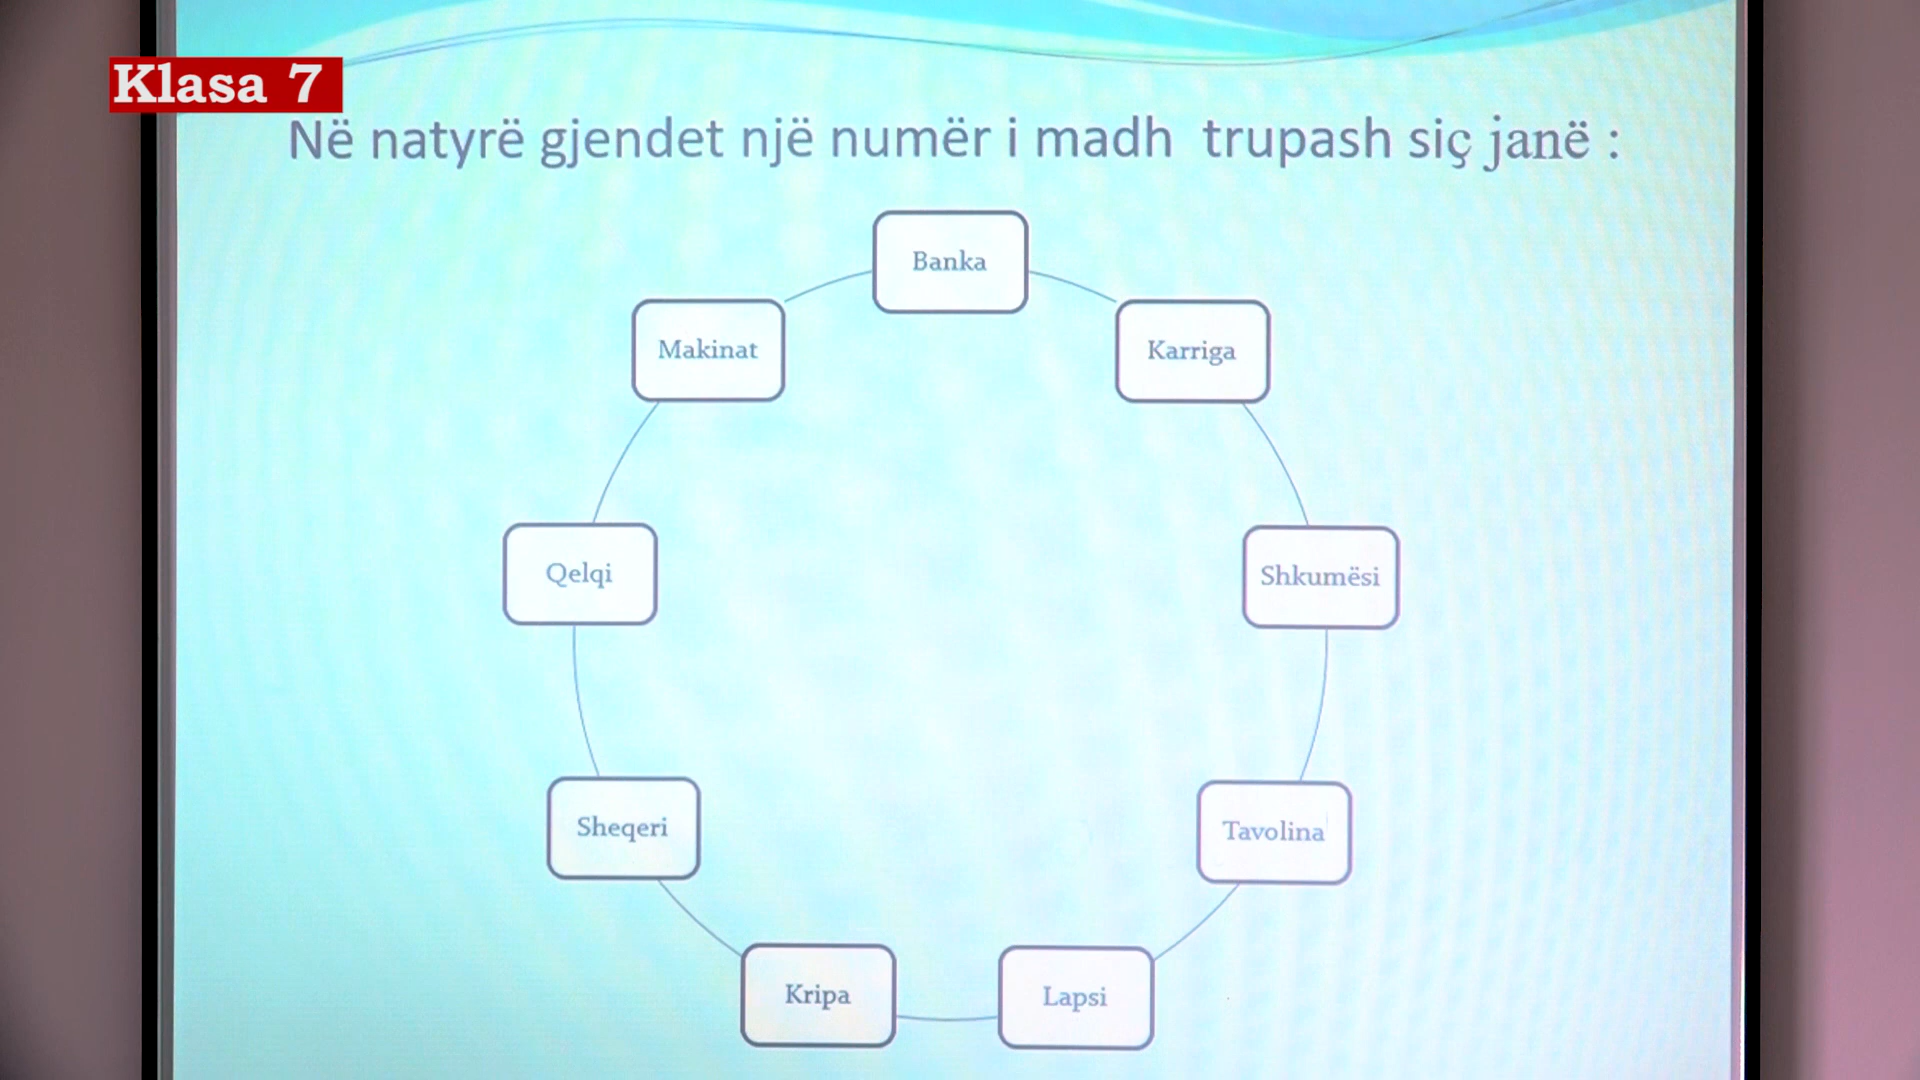 Klasa 7
Në natyrë gjendet një numër i madh trupash siç janë :
Banka
Karriga
Shkumësi
Tavolina
Lapsi
Kripa
Sheqeri
Qelqi
Makinat